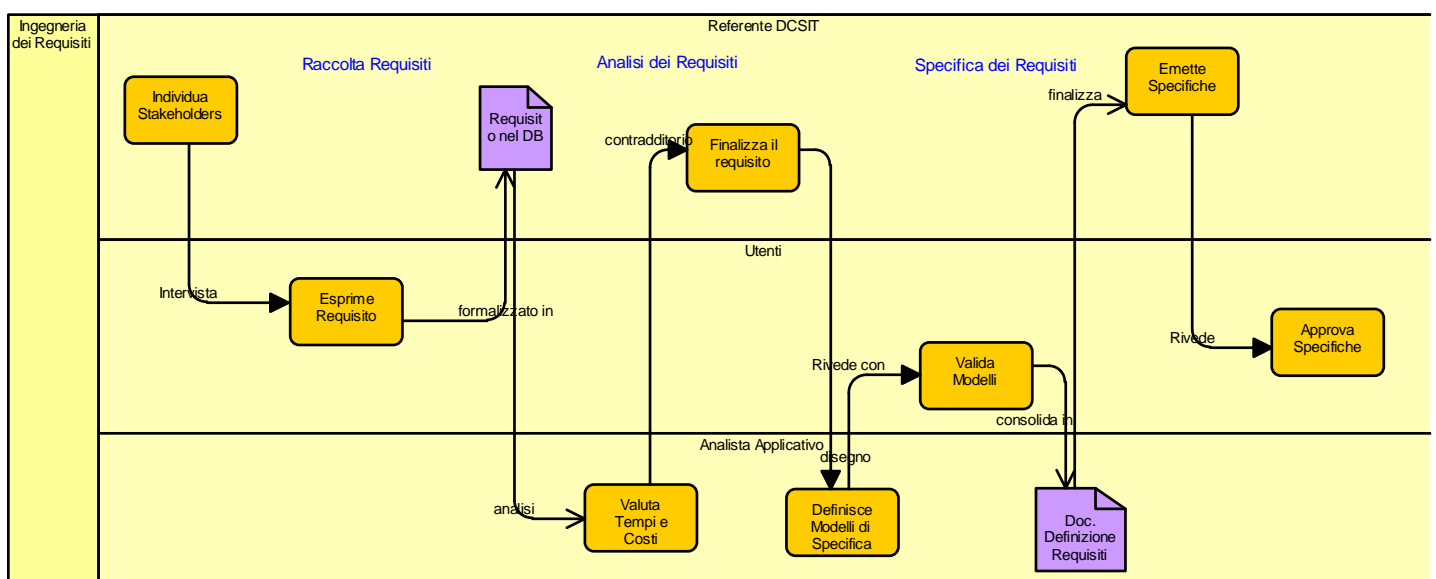 Ingegneria
dei Requisiti
Referente DCSIT
Raccolta Requisiti
Analisi dei Requisiti
Specifica dei Requisiti
Individua
Stakeholders
Requisit
o nel DB
contradditorio
Finalizza il
requisito
finalizza
Emette
Specifiche
Utenti
Intervista
Esprime
Requisito
formalizzato in
Rivede con
Valida
Modelli
consolida in
Rivede
Approva
Specifiche
Analista Applicativo
disegno
analisi
Valuta
Tempi e
Costi
Definisce
Modelli di
Specifica
Doc.
Definizione
Requisiti